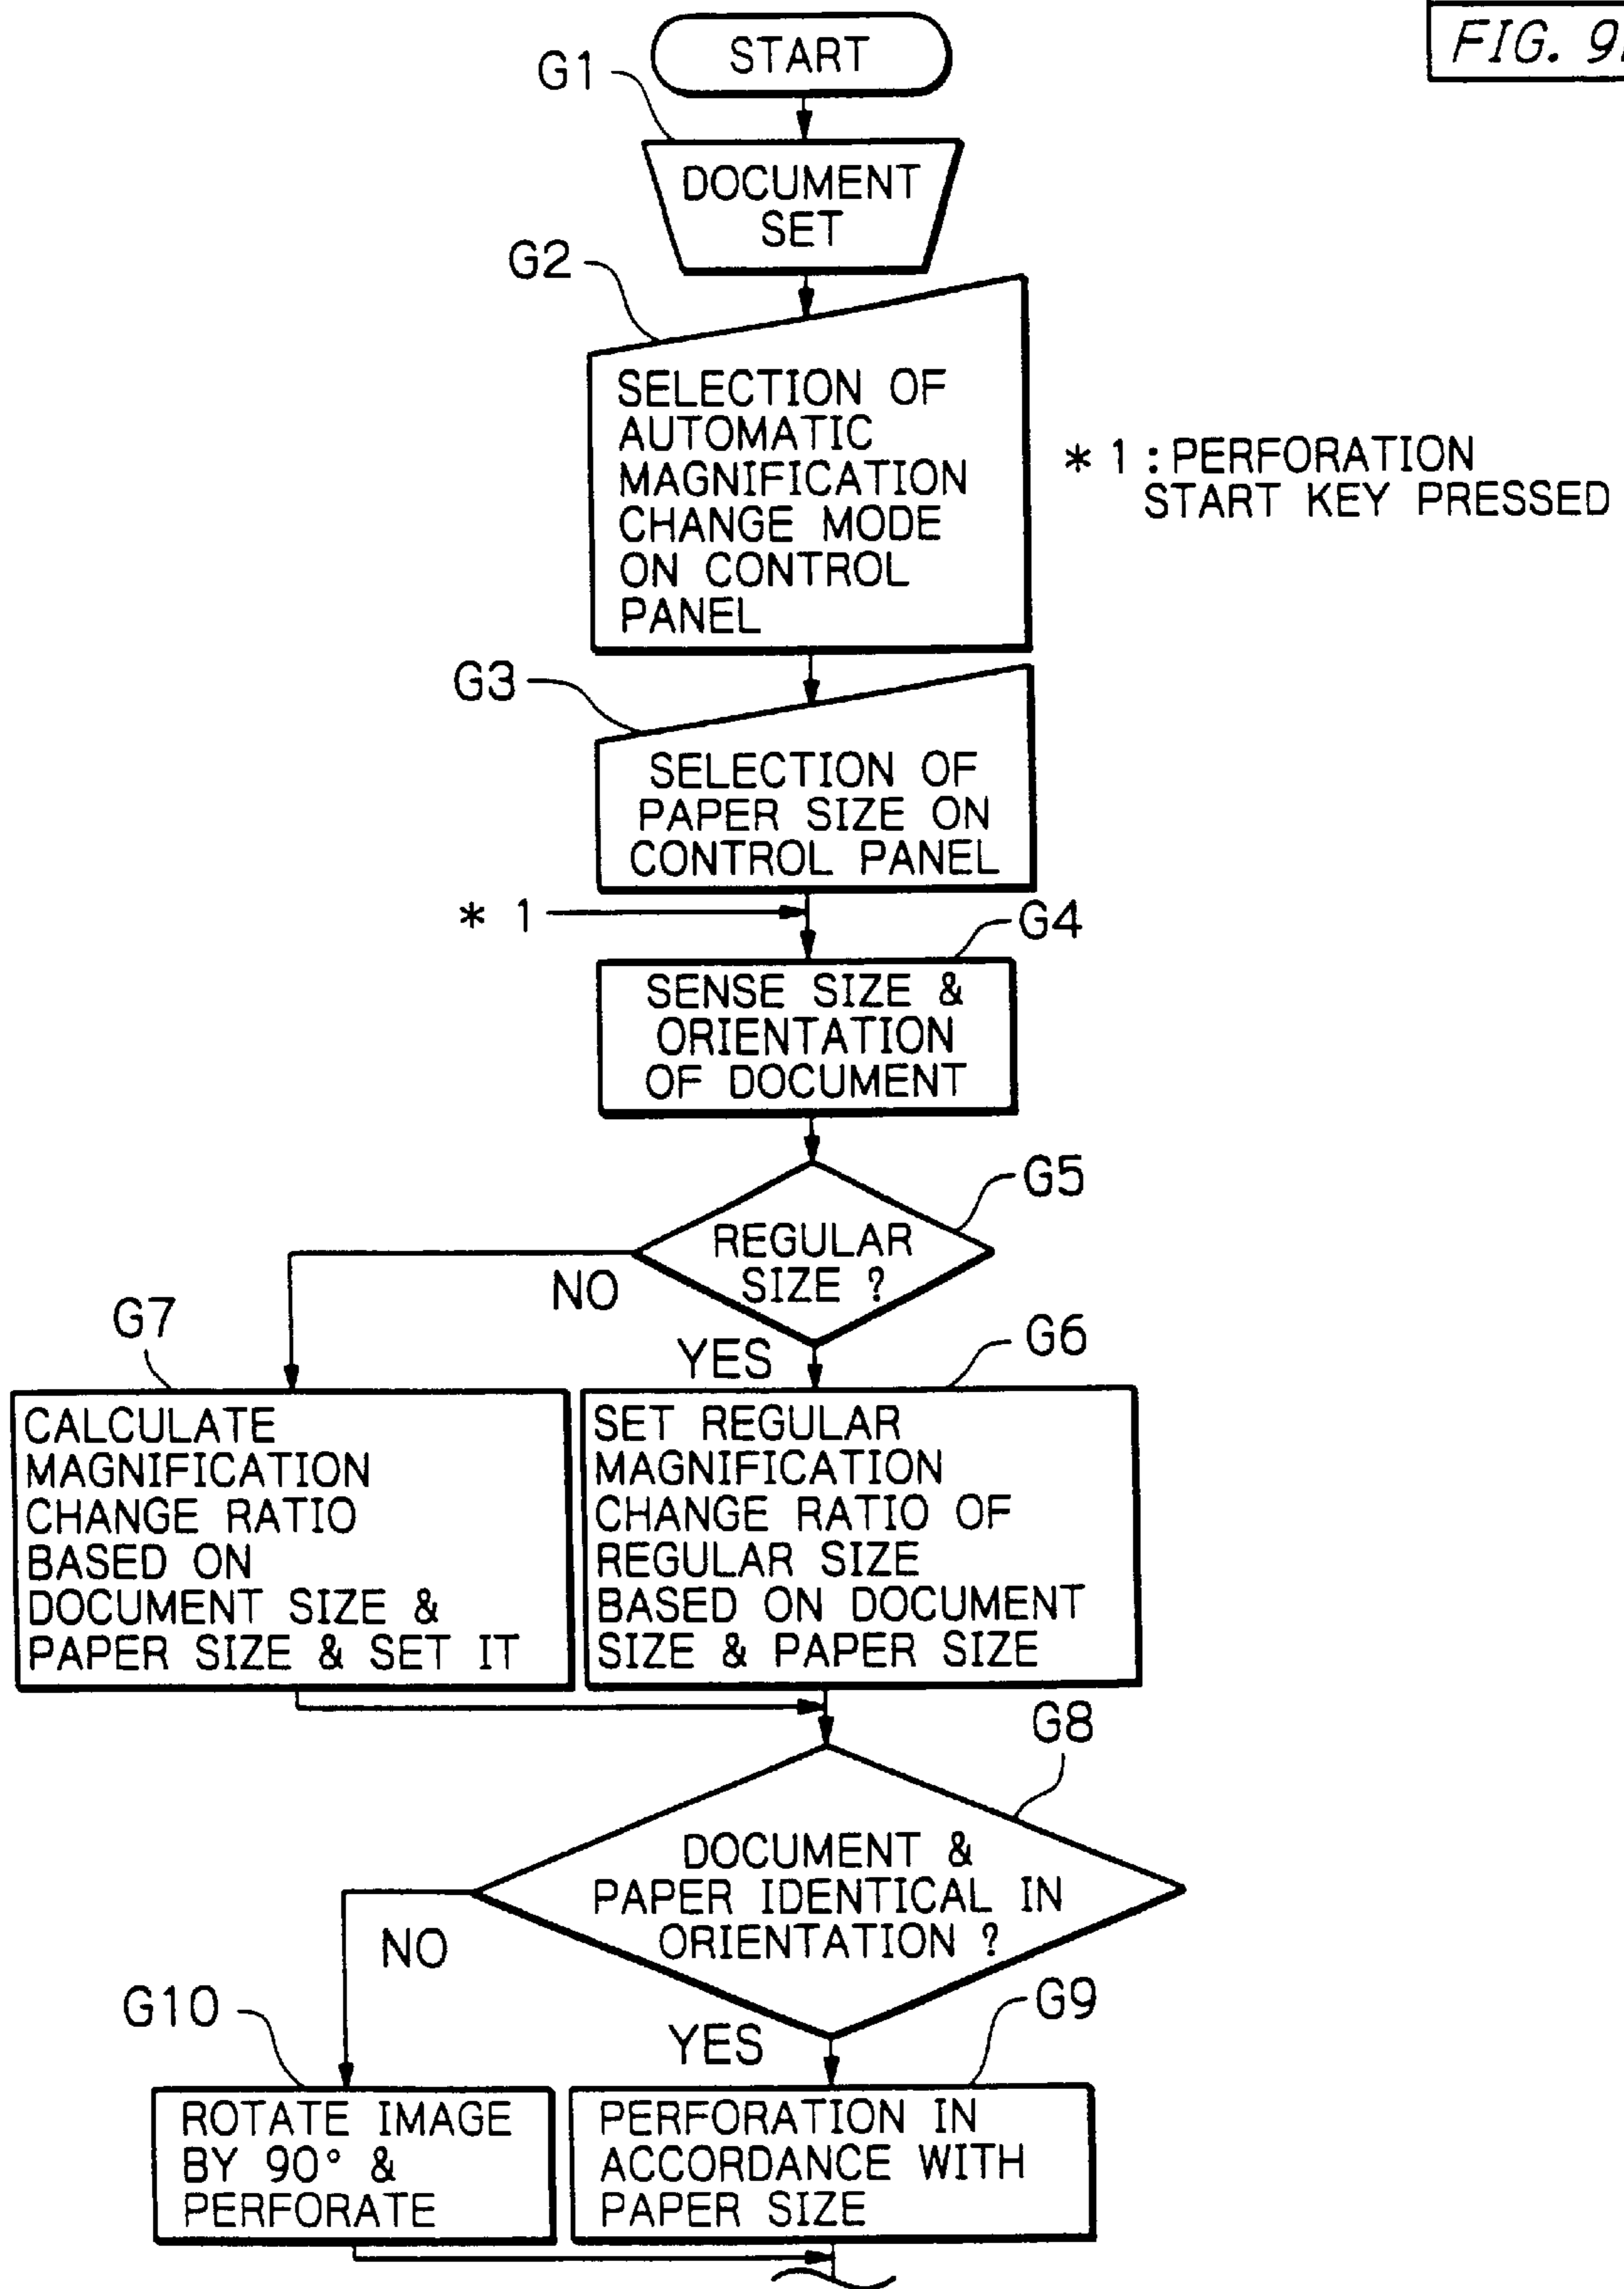 FIG. 9
START
G1
DOCUMENT
SET
G2
SELECTION OF
AUTOMATIC
MAGNIFICATION
CHANGE MODE
ON CONTROL
PANEL
* 1 : PERFORATION
START KEY PRESSED
G3
SELECTION OF
PAPER SIZE ON
CONTROL PANEL
* 1
G4
SENSE SIZE &
ORIENTATION
OF DOCUMENT
G5
REGULAR
SIZE ?
NO
YES
G7
CALCULATE
MAGNIFICATION
CHANGE RATIO
BASED ON
DOCUMENT SIZE &
PAPER SIZE & SET IT
G6
SET REGULAR
MAGNIFICATION
CHANGE RATIO OF
REGULAR SIZE
BASED ON DOCUMENT
SIZE & PAPER SIZE
G8
DOCUMENT &
PAPER IDENTICAL IN
ORIENTATION ?
NO
YES
G10
ROTATE IMAGE
BY 90° &
PERFORATE
G9
PERFORATION IN
ACCORDANCE WITH
PAPER SIZE